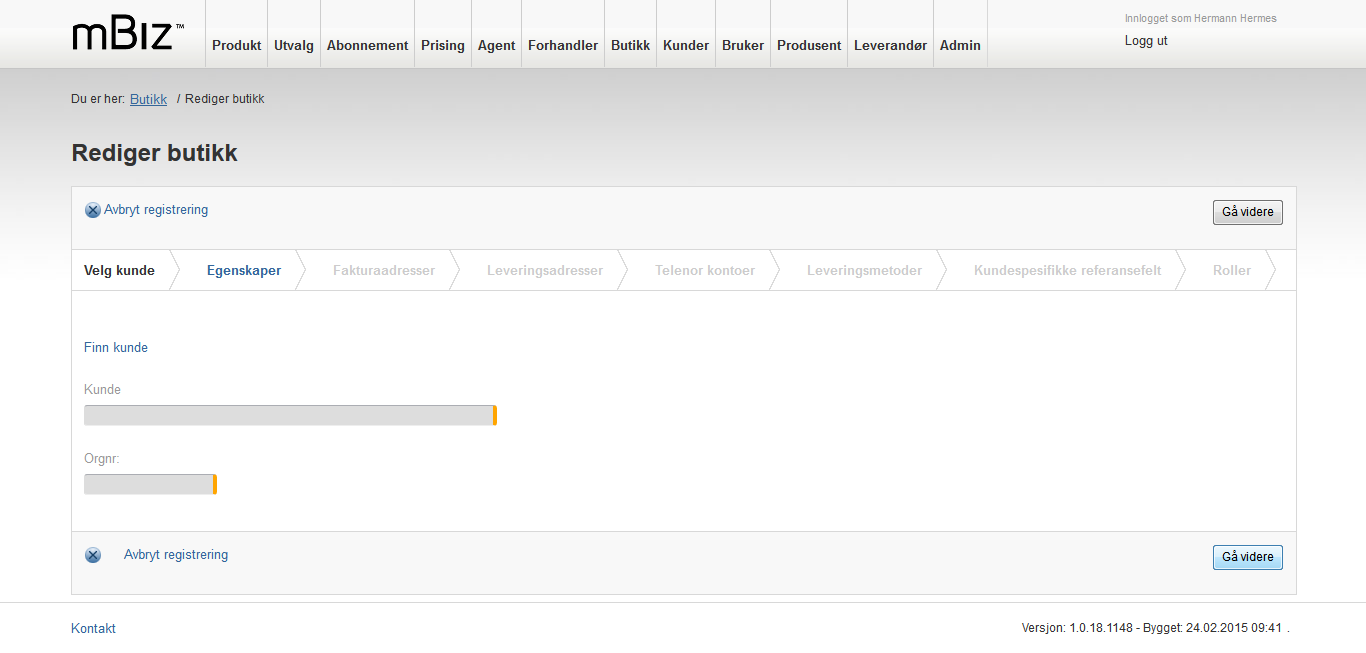 mBiz™
Produkt Utvalg Abonnement Prising Agent Forhandler Butikk Kunder Bruker Produsent Leverandør Admin
Innlogget som Hermann Hermes
Logg ut
Du er her: Butikk / Rediger butikk
Rediger butikk
Avbryt registrering Gå videre
Velg kunde Egenskaper Fakturaadresser Leveringsadresser Telenor kontoer Leveringsmetoder Kundespesifikke referansefelt Roller
Finn kunde
Kunde
Orgnr:
Avbryt registrering Gå videre
Kontakt Versjon: 1.0.18.1148 - Bygget: 24.02.2015 09:41 .